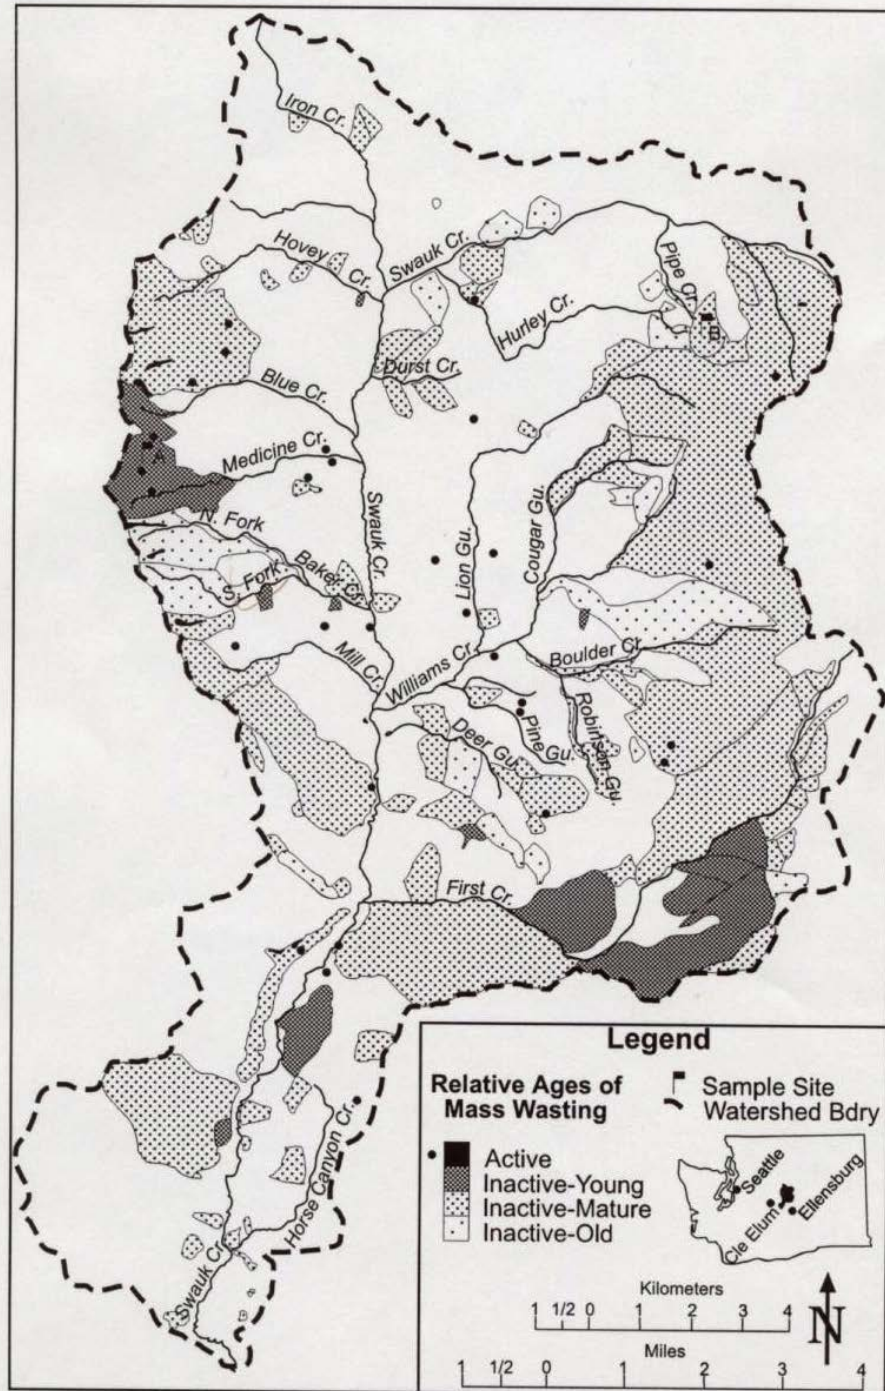 Iron Cr.
Hovey Cr.
Swauk Cr.
Pipe Cr.
B
Hurley Cr.
Durst Cr.
Blue Cr.
A
Medicine Cr.
N. Fork
S. Fork
Baker Cr.
Swauk Cr.
Lion Gu.
Cougar Gu.
Mill Cr.
Williams Cr.
Boulder Cr.
Robinson Gu.
Pine Gu.
Deer Gu.
First Cr.
Horse Canyon Cr.
Swauk Cr.
Legend
Relative Ages of
Mass Wasting
Active
Inactive-Young
Inactive-Mature
Inactive-Old
Sample Site
Watershed Bdry
Seattle
Cle Elum
Ellensburg
Kilometers
1 1/2 0 1 2 3 4
Miles
1 1/2 0 1 2 3 4
N